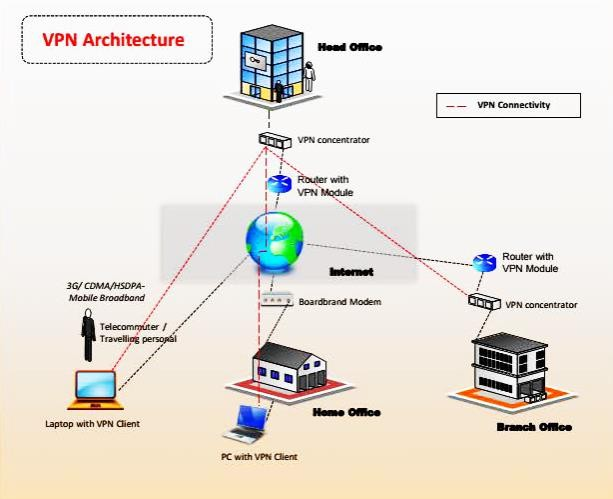 VPN Architecture
Head Office
VPN Connectivity
VPN concentrator
Router with
VPN Module
Internet
Router with
VPN Module
3G/ CDMA/HSDPA-
Mobile Broadband
Boardbrand Modem
VPN concentrator
Telecommuter /
Travelling personal
Laptop with VPN Client
Home Office
Branch Office
PC with VPN Client